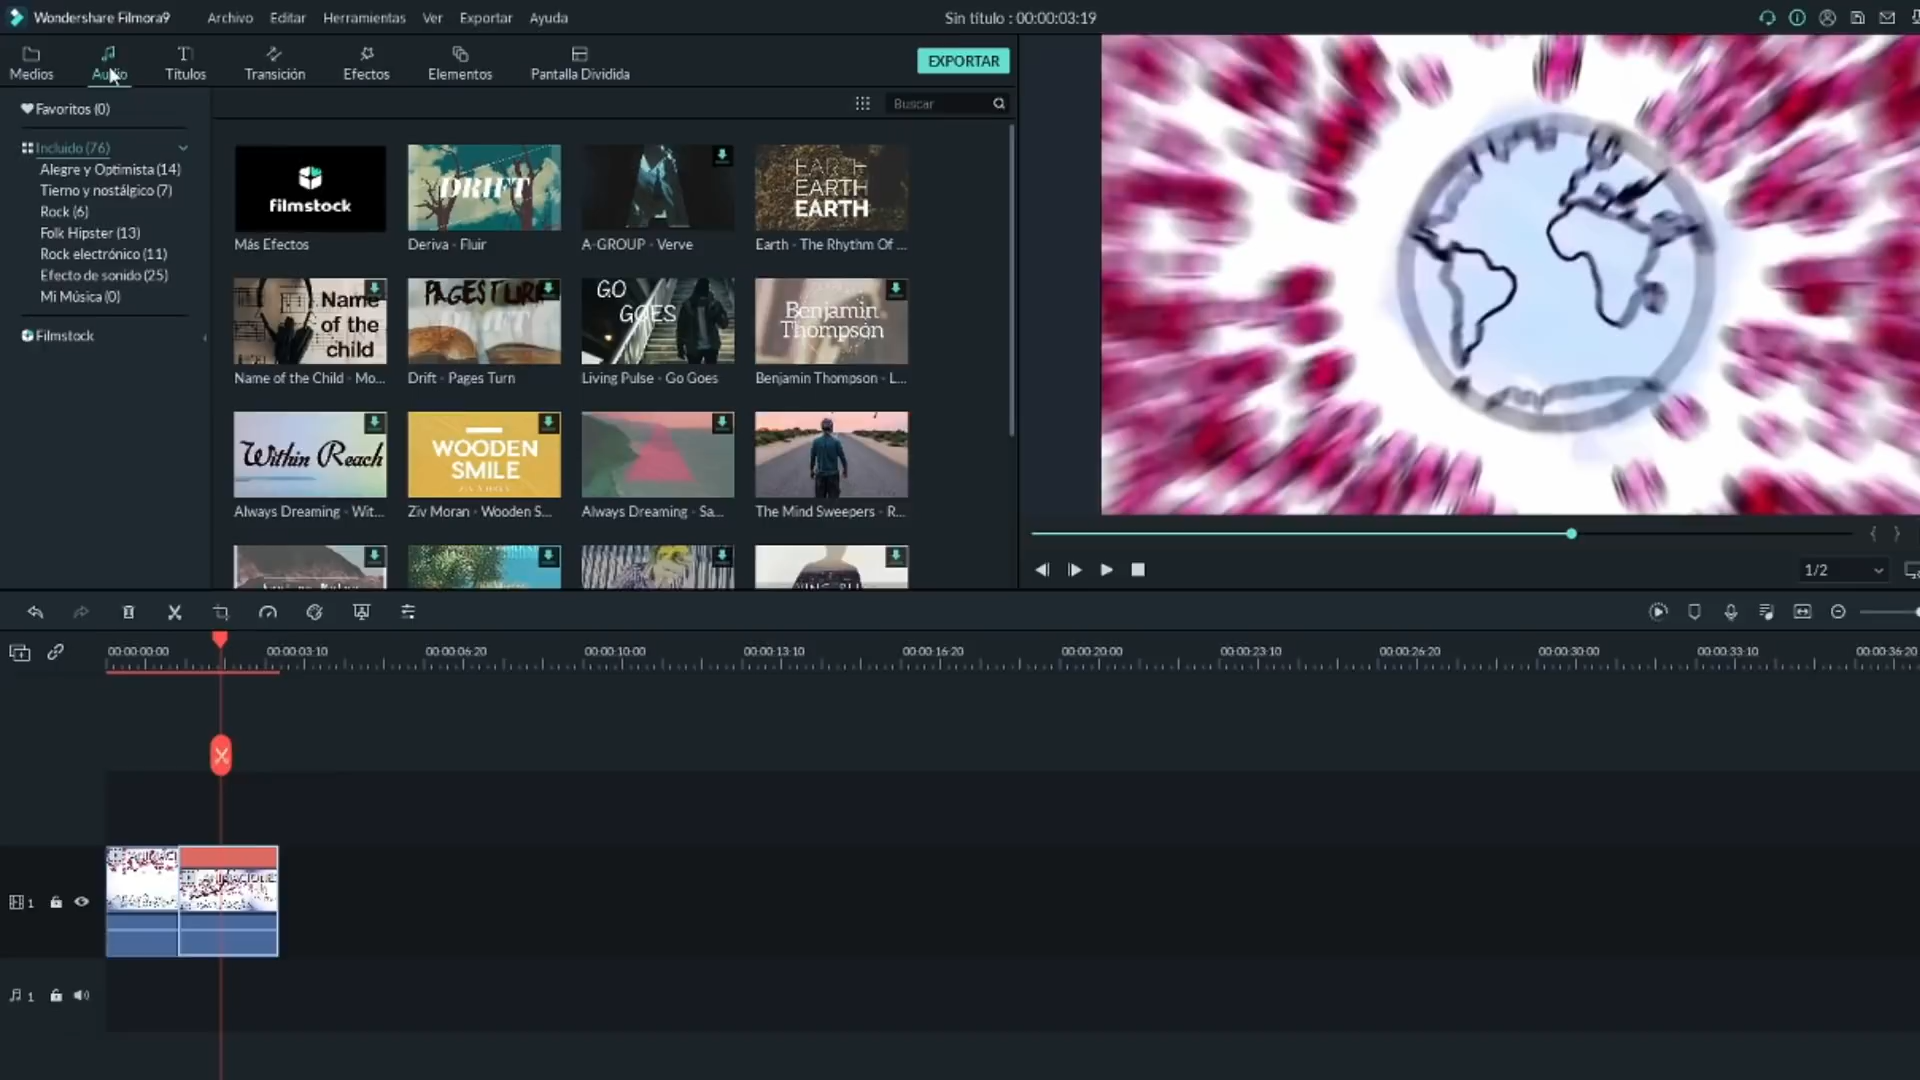 Wondershare Filmora9 Archivo Editar Herramientas Ver Exportar Ayuda Sin título : 00:00:03:19
Medios Audio Títulos Transición Efectos Elementos Pantalla Dividida EXPORTAR
Favoritos (0)
Buscar
Incluido (76)
Alegre y Optimista (14)
Tierno y nostálgico (7)
Rock (6)
Folk Hipster (13)
Rock electrónico (11)
Efecto de sonido (25)
Mi Música (0)
Filmstock
filmstock
DRIFT
EARTH
EARTH
EARTH
Más Efectos
Deriva - Fluir
A-GROUP - Verve
Earth - The Rhythm Of ...
Name
of the
child
PAGES TURN
GO
GOES
Benjamin
Thompson
Name of the Child - Mo...
Drift - Pages Turn
Living Pulse - Go Goes
Benjamin Thompson - L...
Within Reach
WOODEN
SMILE
Always Dreaming - Wit...
Ziv Moran - Wooden S...
Always Dreaming - Sa...
The Mind Sweepers - R...
1/2
00:00:00:00 00:00:03:10 00:00:06:20 00:00:10:00 00:00:13:10 00:00:16:20 00:00:20:00 00:00:23:10 00:00:26:20 00:00:30:00 00:00:33:10 00:00:36:20
1
1